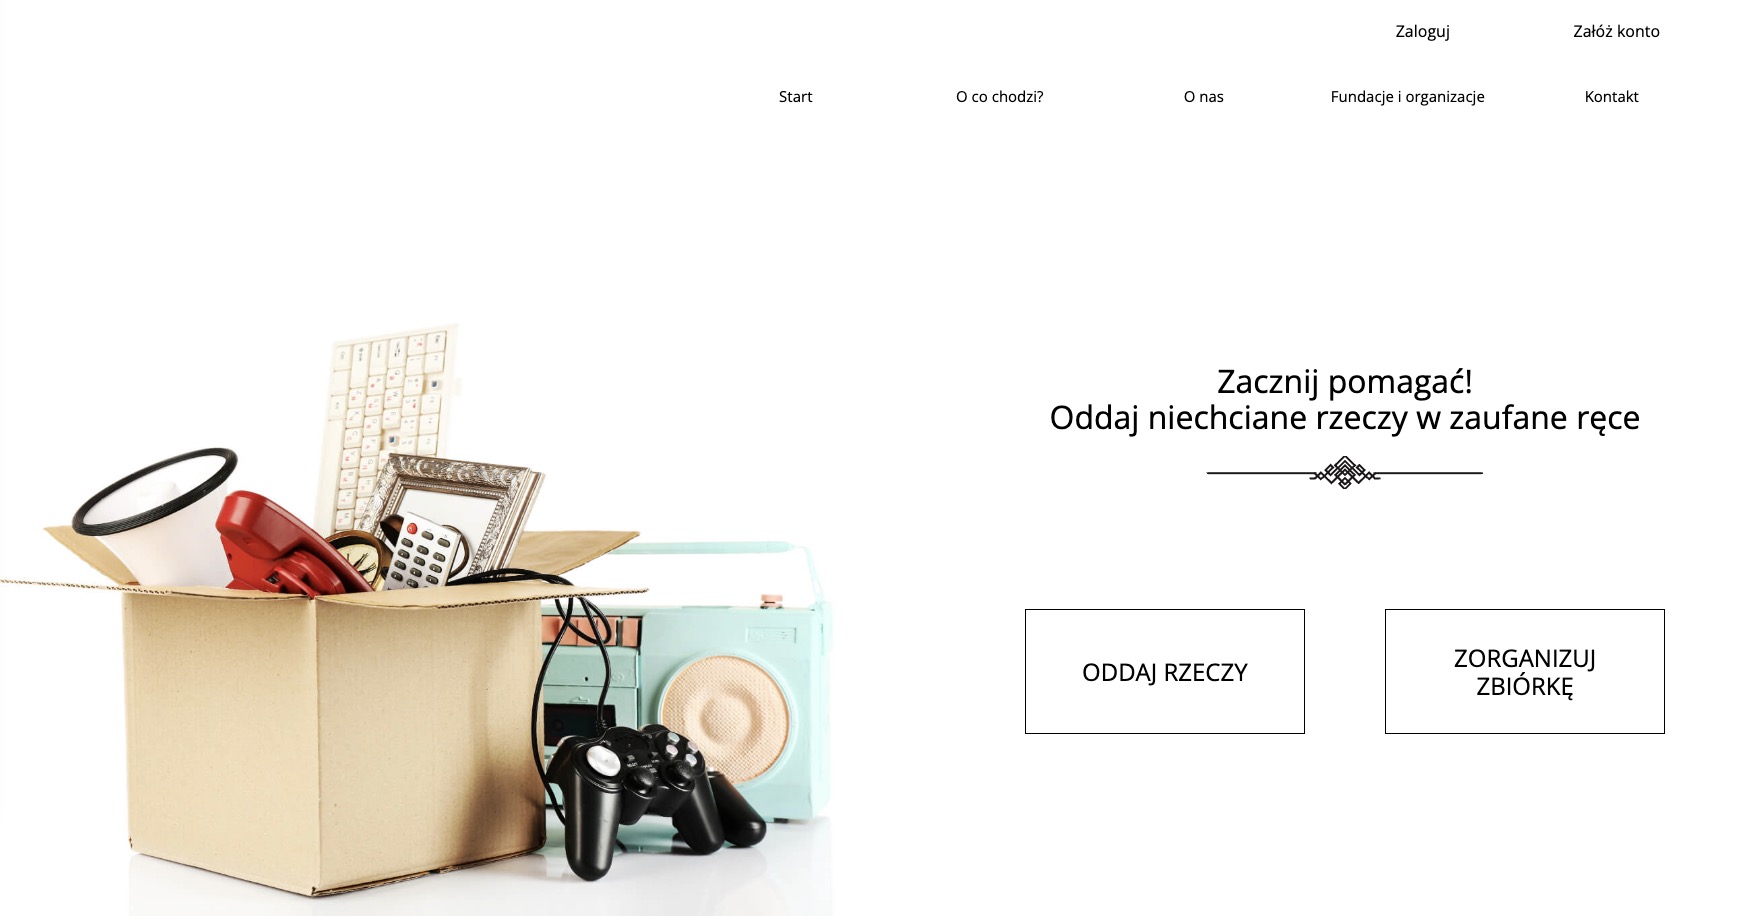 Zaloguj
Załóż konto
Start
O co chodzi?
O nas
Fundacje i organizacje
Kontakt
Zacznij pomagać!
Oddaj niechciane rzeczy w zaufane ręce
ODDAJ RZECZY
ZORGANIZUJ
ZBIÓRKĘ